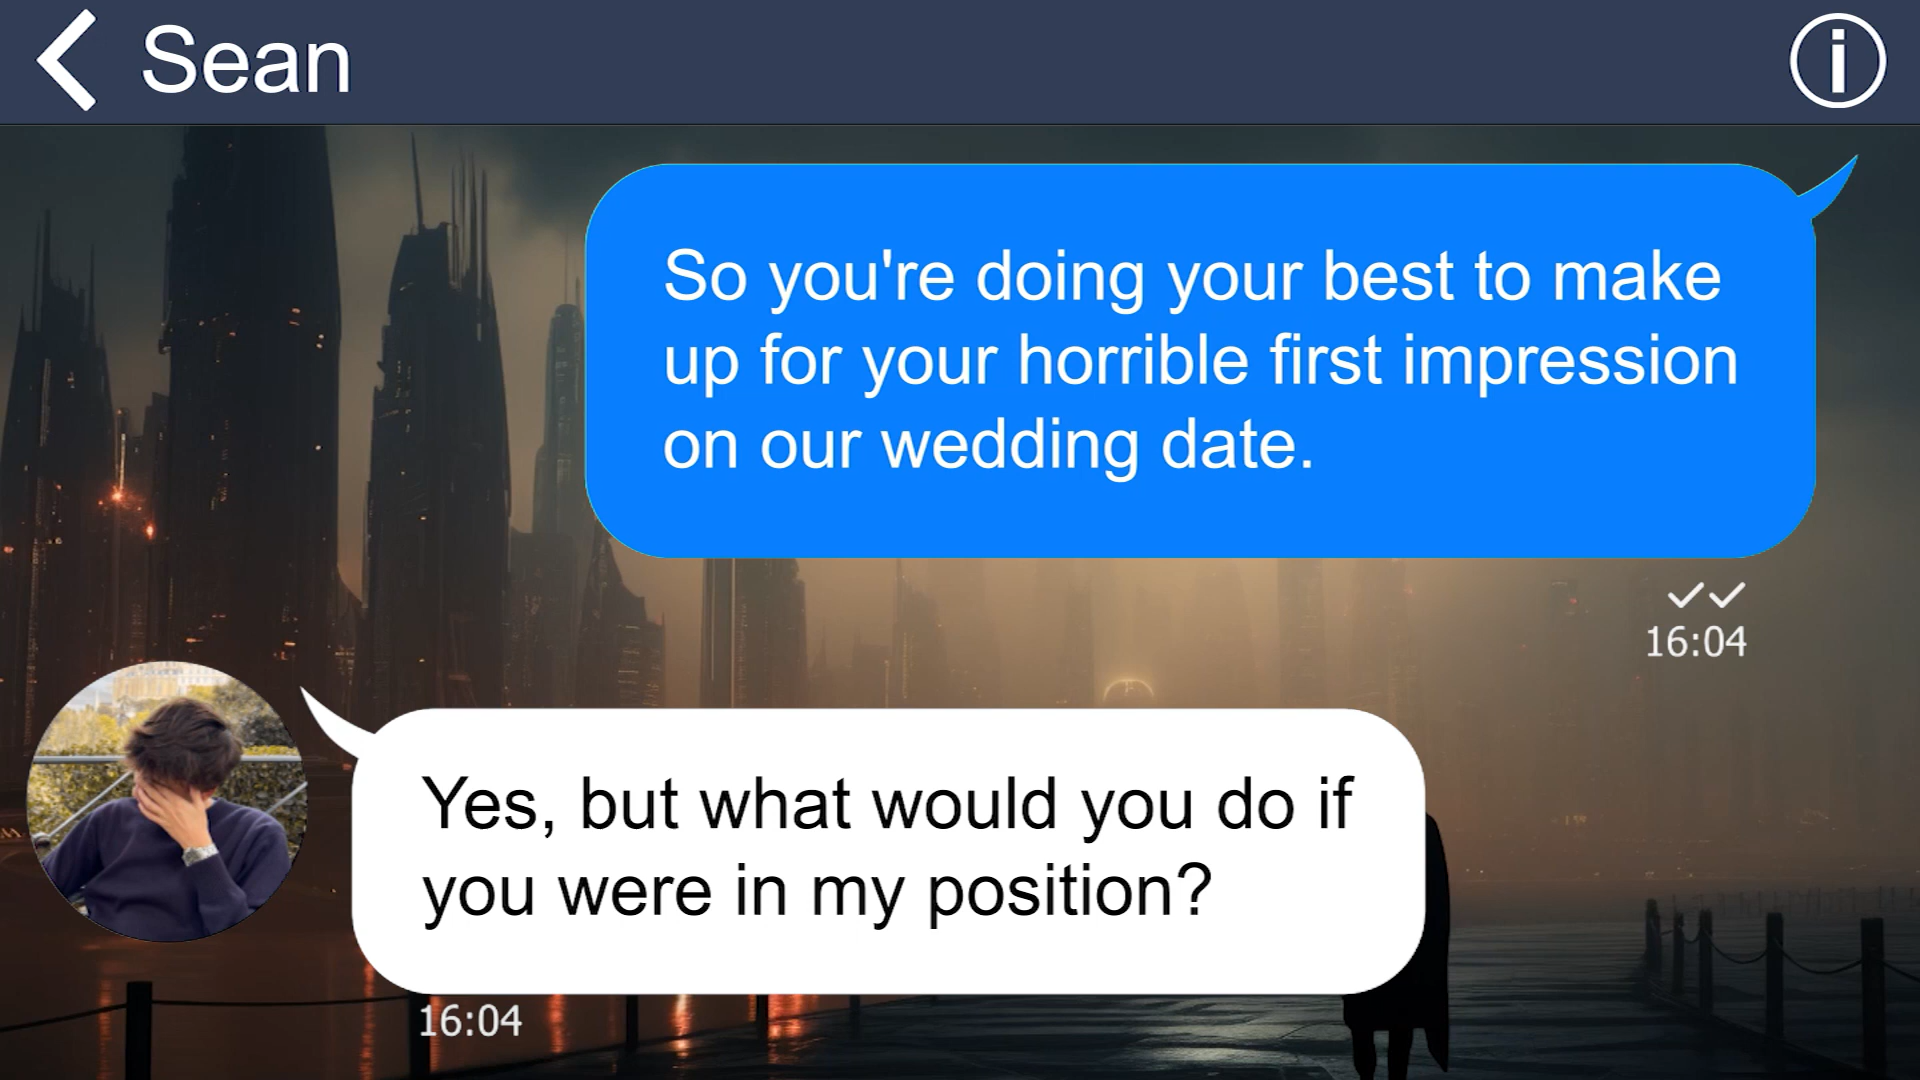 Sean
So you're doing your best to make
up for your horrible first impression
on our wedding date.
16:04
Yes, but what would you do if
you were in my position?
16:04